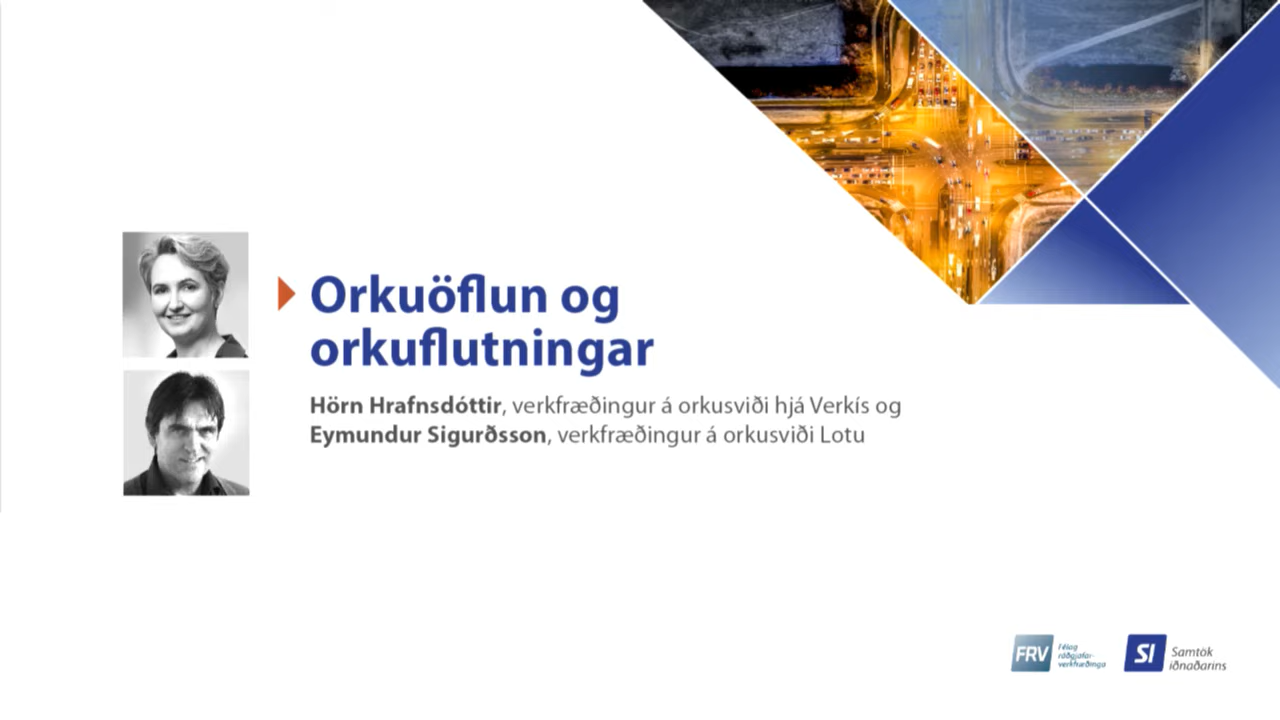 Orkuöflun og
orkuflutningar
Hörn Hrafnsdóttir, verkfræðingur á orkusviði hjá Verkís og
Eymundur Sigurðsson, verkfræðingur á orkusviði Lotu
FRV
Félag
ráðgjafar-
verkfræðinga
SI
Samtök
iðnaðarins